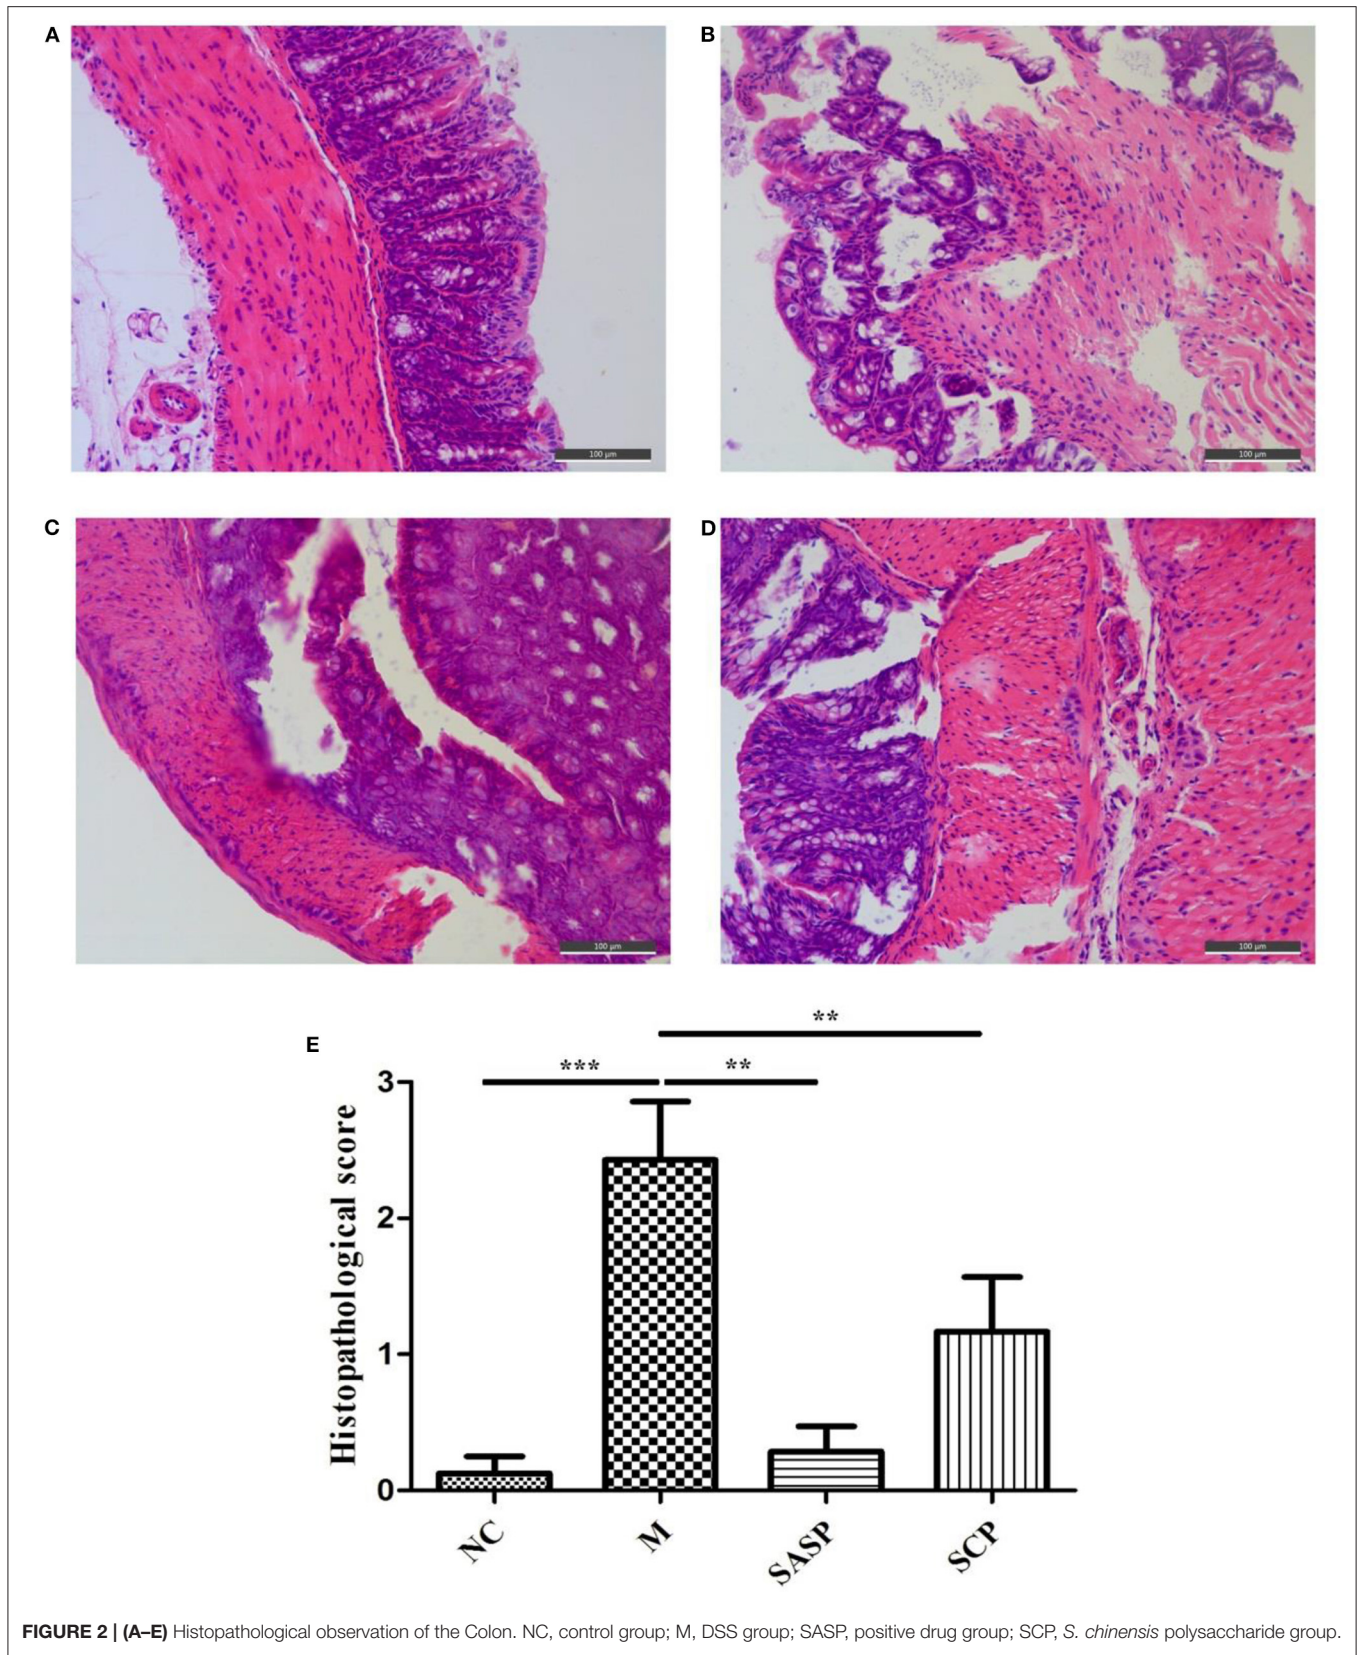 A
B
100 µm
100 µm
C
D
100 µm
100 µm
E
**
***
**
3
2
1
0
Histopathological score
NC
M
SASP
SCP
FIGURE 2 | (A–E) Histopathological observation of the Colon. NC, control group; M, DSS group; SASP, positive drug group; SCP, S. chinensis polysaccharide group.